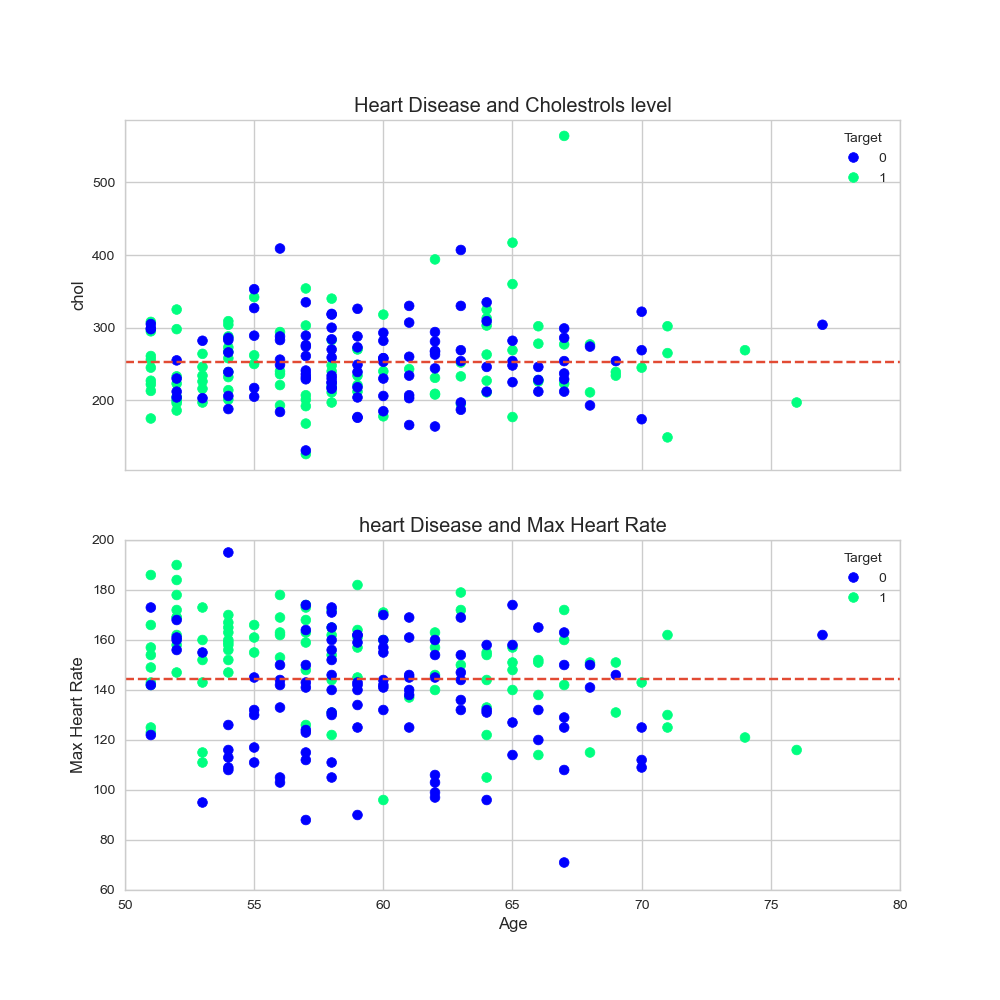 Heart Disease and Cholestrols level
Target
0
1
500
400
300
200
chol
heart Disease and Max Heart Rate
Target
0
1
200
180
160
140
120
100
80
60
Max Heart Rate
50 55 60 65 70 75 80
Age